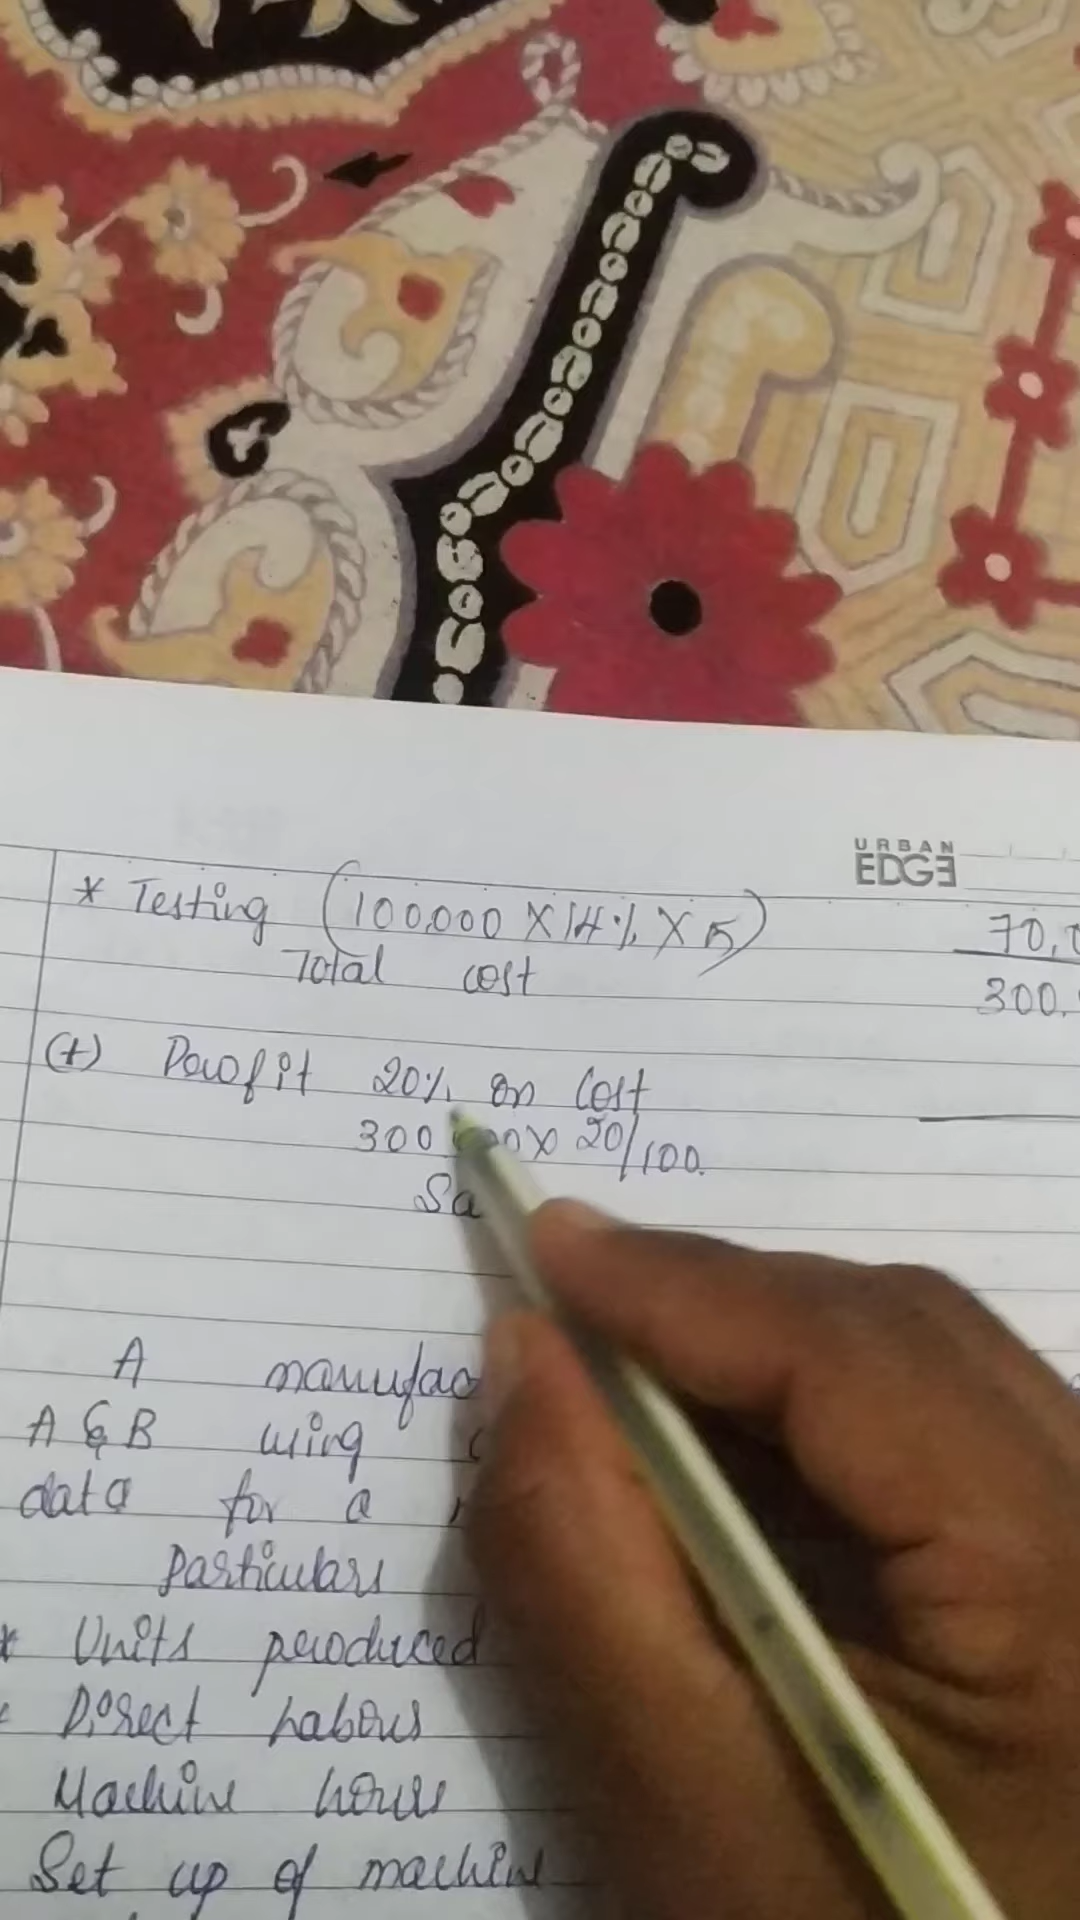 URBAN
EDGE
* Testing (100,000 X 14% X 5) 70,
Total cost 300.
(+) Profit 20% on Cost
300 00X 20/100.
Sa
A manufac
A & B using
data for a
Particulars
* Units produced
Direct Labour
Machine hours
Set up of machine